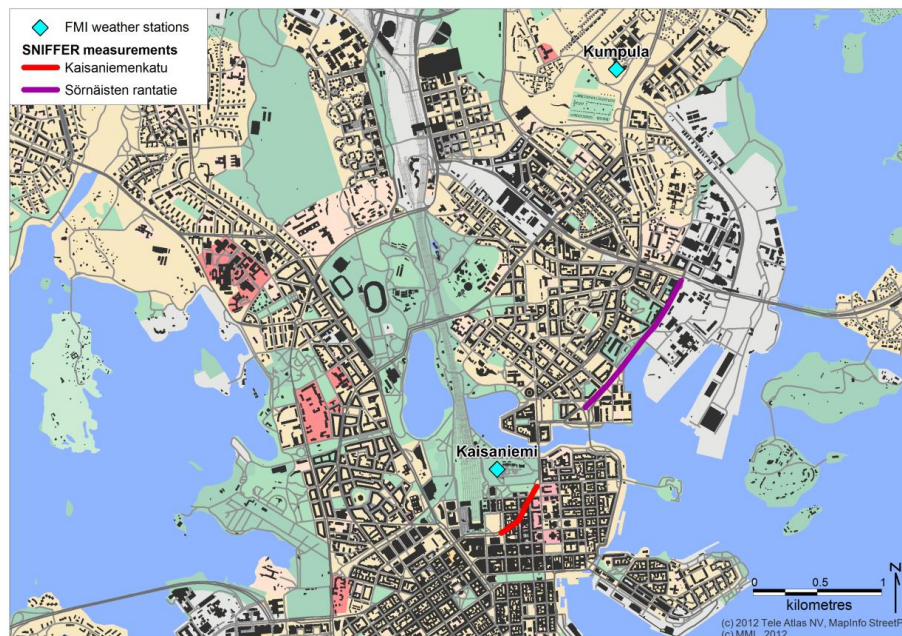 FMI weather stations
SNIFFER measurements
Kaisaniemenkatu
Sörnäisten rantatie
Kumpula
Kaisaniemi
0 0.5 1
kilometres
N
(c) 2012 Tele Atlas NV, MapInfo StreetP
(c) MML, 2012